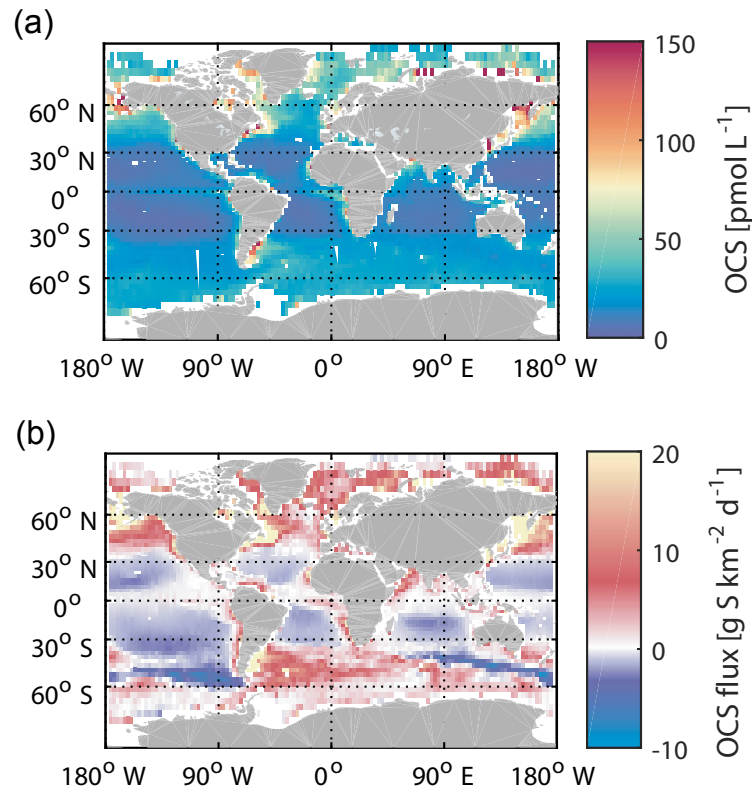 (a)
60° N
30° N
0°
30° S
60° S
180° W 90° W 0° 90° E 180° W
150
100
50
0
OCS [pmol L⁻¹]
(b)
60° N
30° N
0°
30° S
60° S
180° W 90° W 0° 90° E 180° W
20
10
0
-10
OCS flux [g S km⁻² d⁻¹]